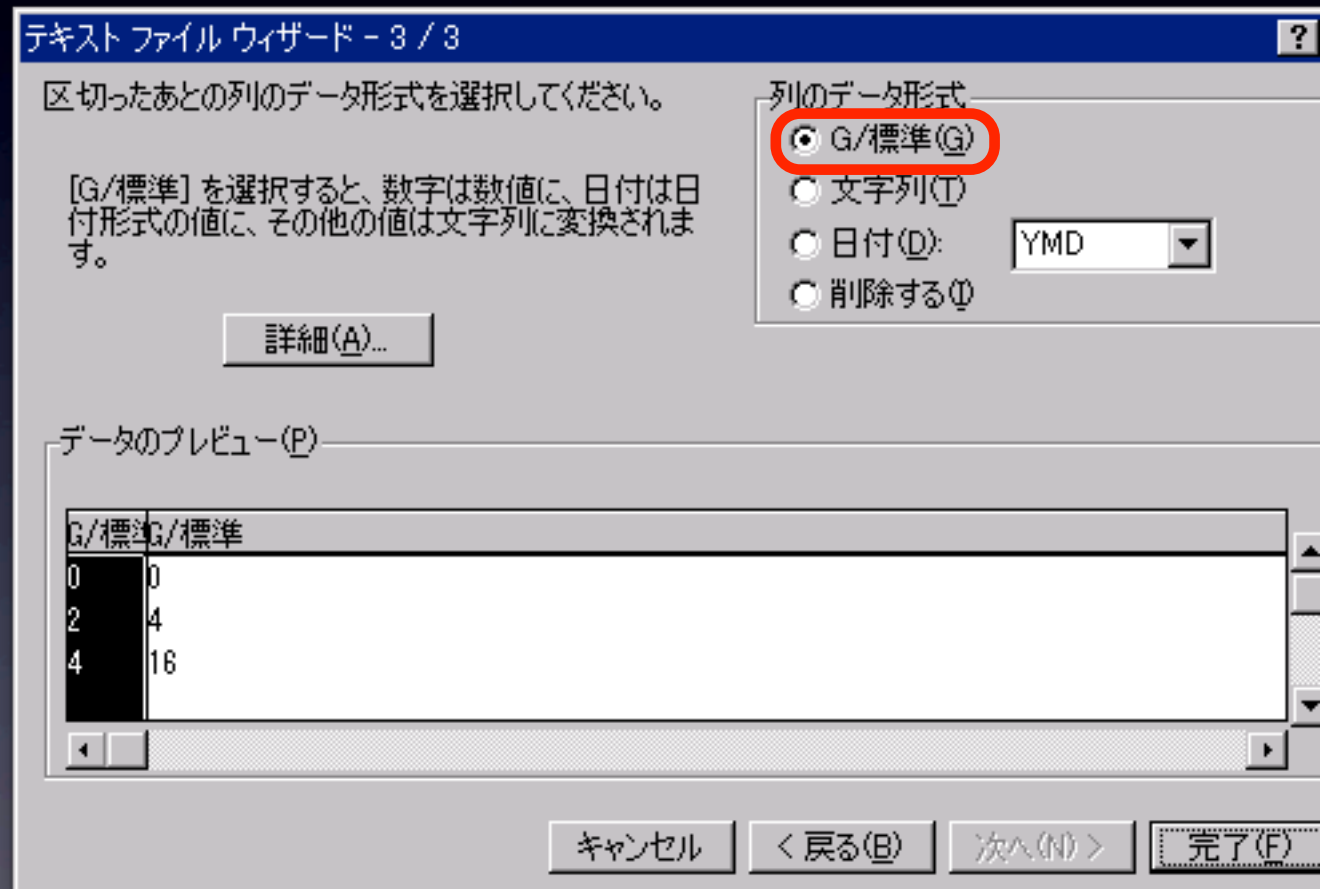 テキスト ファイル ウィザード - 3 / 3
?
区切ったあとの列のデータ形式を選択してください。
[G/標準] を選択すると、数字は数値に、日付は日
付形式の値に、その他の値は文字列に変換されま
す。
詳細(A)...
列のデータ形式
G/標準(G)
文字列(T)
日付(D):
YMD
削除する(I)
データのプレビュー(P)
G/標準 G/標準
0 0
2 4
4 16
キャンセル
< 戻る(B)
次へ(N) >
完了(F)